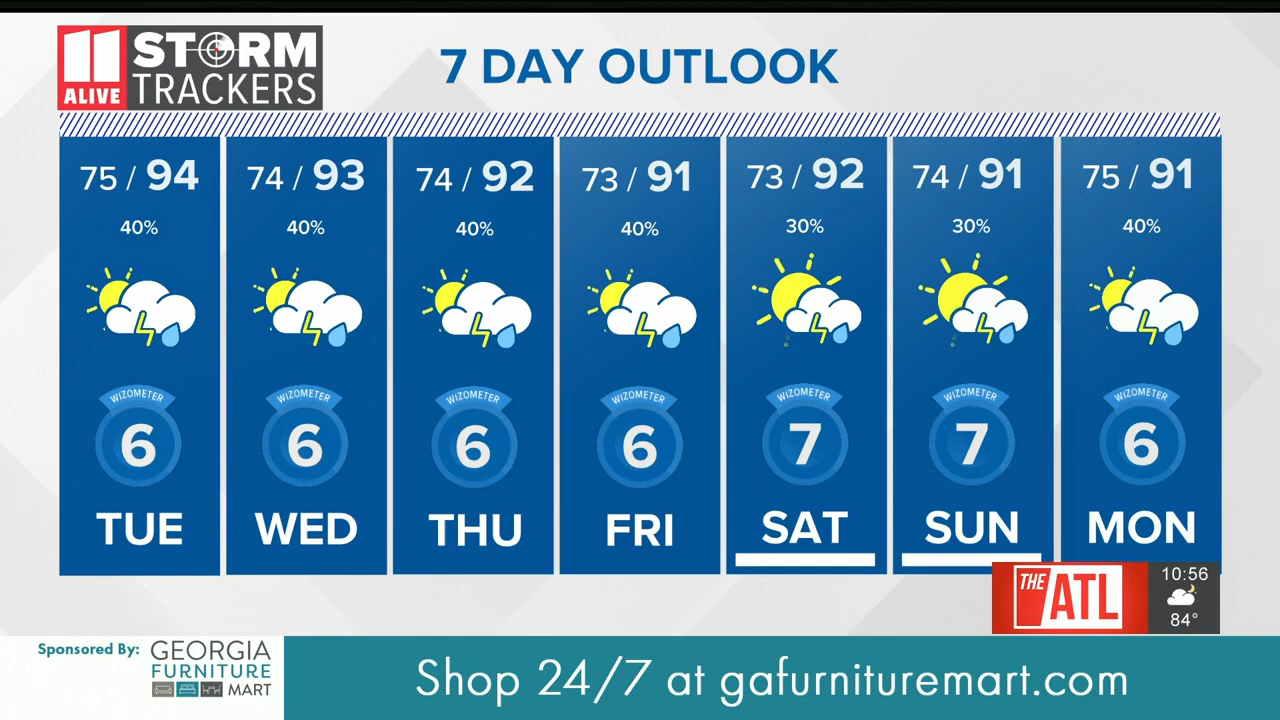 11 ALIVE
STORM
TRACKERS
7 DAY OUTLOOK
75 / 94
40%
WIZOMETER
6
TUE
74 / 93
40%
WIZOMETER
6
WED
74 / 92
40%
WIZOMETER
6
THU
73 / 91
40%
WIZOMETER
6
FRI
73 / 92
30%
WIZOMETER
7
SAT
74 / 91
30%
WIZOMETER
7
SUN
75 / 91
40%
WIZOMETER
6
MON
THE ATL
10:56
84°
Sponsored By:
GEORGIA
FURNITURE
MART
Shop 24/7 at gafurnituremart.com